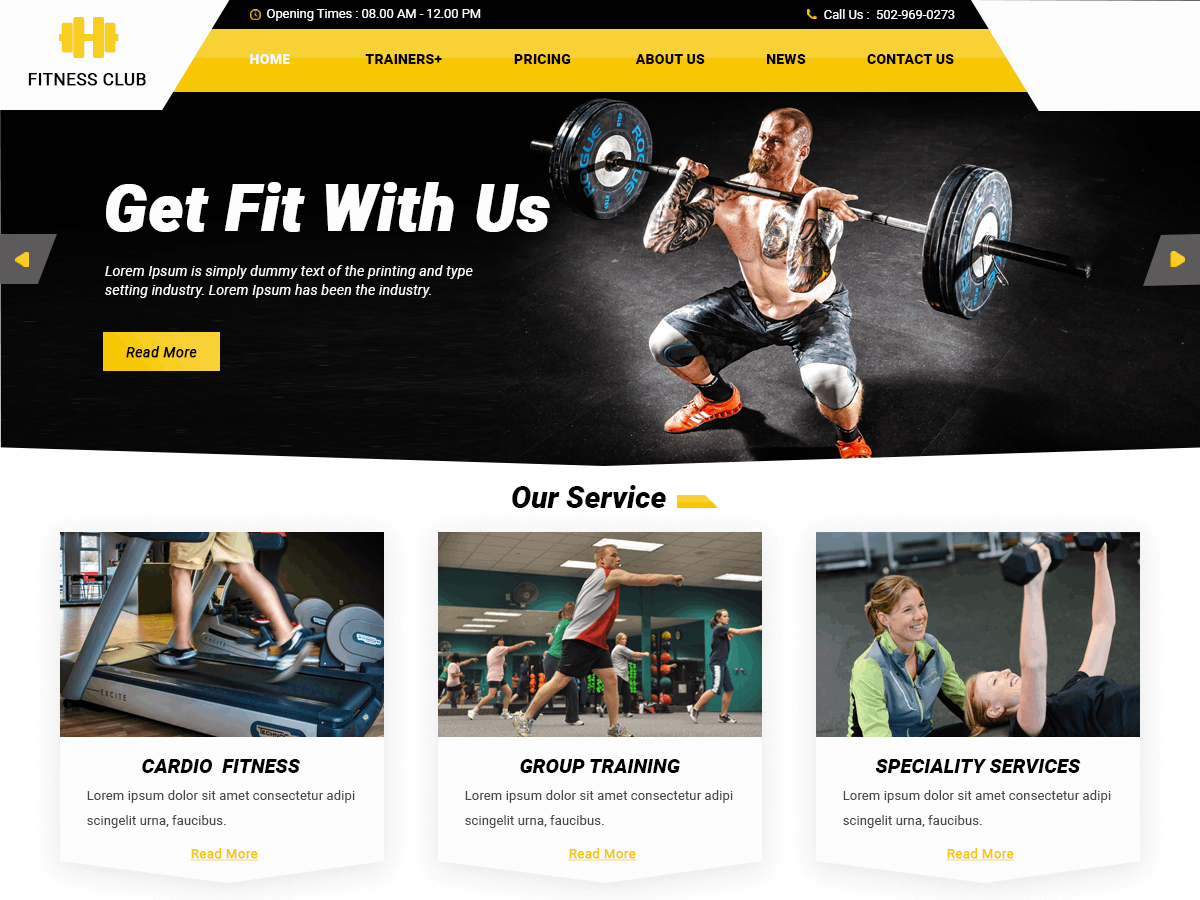 Opening Times : 08.00 AM - 12.00 PM
Call Us : 502-969-0273
FITNESS CLUB
HOME
TRAINERS+
PRICING
ABOUT US
NEWS
CONTACT US
ROGUE
ROGUE
Get Fit With Us
Lorem Ipsum is simply dummy text of the printing and type
setting industry. Lorem Ipsum has been the industry.
Read More
Our Service
EXCITE
CARDIO FITNESS
Lorem ipsum dolor sit amet consectetur adipi
scingelit urna, faucibus.
Read More
GROUP TRAINING
Lorem ipsum dolor sit amet consectetur adipi
scingelit urna, faucibus.
Read More
SPECIALITY SERVICES
Lorem ipsum dolor sit amet consectetur adipi
scingelit urna, faucibus.
Read More